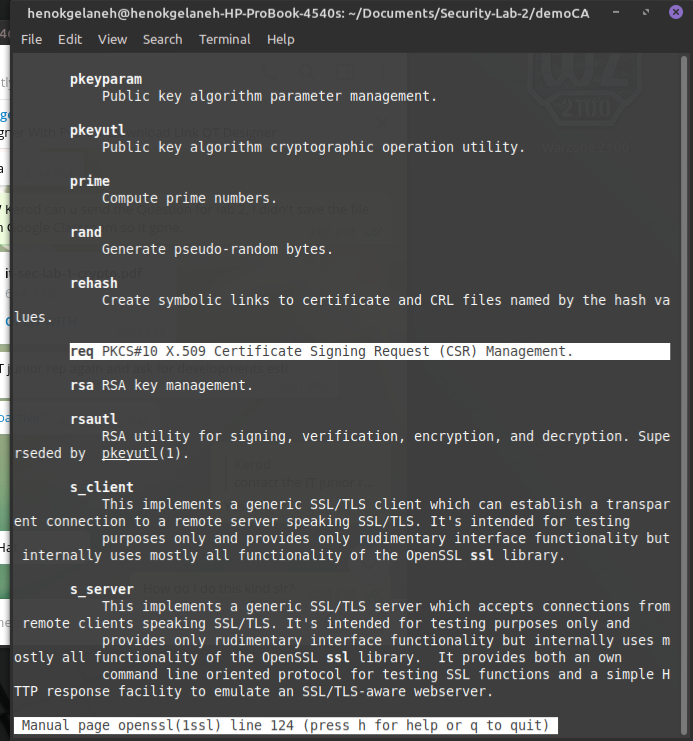 henokgelaneh@henokgelaneh-HP-ProBook-4540s: ~/Documents/Security-Lab-2/demoCA
File Edit View Search Terminal Help
pkeyparam
Public key algorithm parameter management.
pkeyutl
Public key algorithm cryptographic operation utility.
prime
Compute prime numbers.
rand
Generate pseudo-random bytes.
rehash
Create symbolic links to certificate and CRL files named by the hash va
lues.
req PKCS#10 X.509 Certificate Signing Request (CSR) Management.
rsa RSA key management.
rsautl
RSA utility for signing, verification, encryption, and decryption. Supe
rseded by  pkeyutl(1).
s_client
This implements a generic SSL/TLS client which can establish a transpar
ent connection to a remote server speaking SSL/TLS. It's intended for testing
purposes only and provides only rudimentary interface functionality but
internally uses mostly all functionality of the OpenSSL ssl library.
s_server
This implements a generic SSL/TLS server which accepts connections from
remote clients speaking SSL/TLS. It's intended for testing purposes only and
provides only rudimentary interface functionality but internally uses m
ostly all functionality of the OpenSSL ssl library.  It provides both an own
command line oriented protocol for testing SSL functions and a simple H
TTP response facility to emulate an SSL/TLS-aware webserver.
Manual page openssl(1ssl) line 124 (press h for help or q to quit)